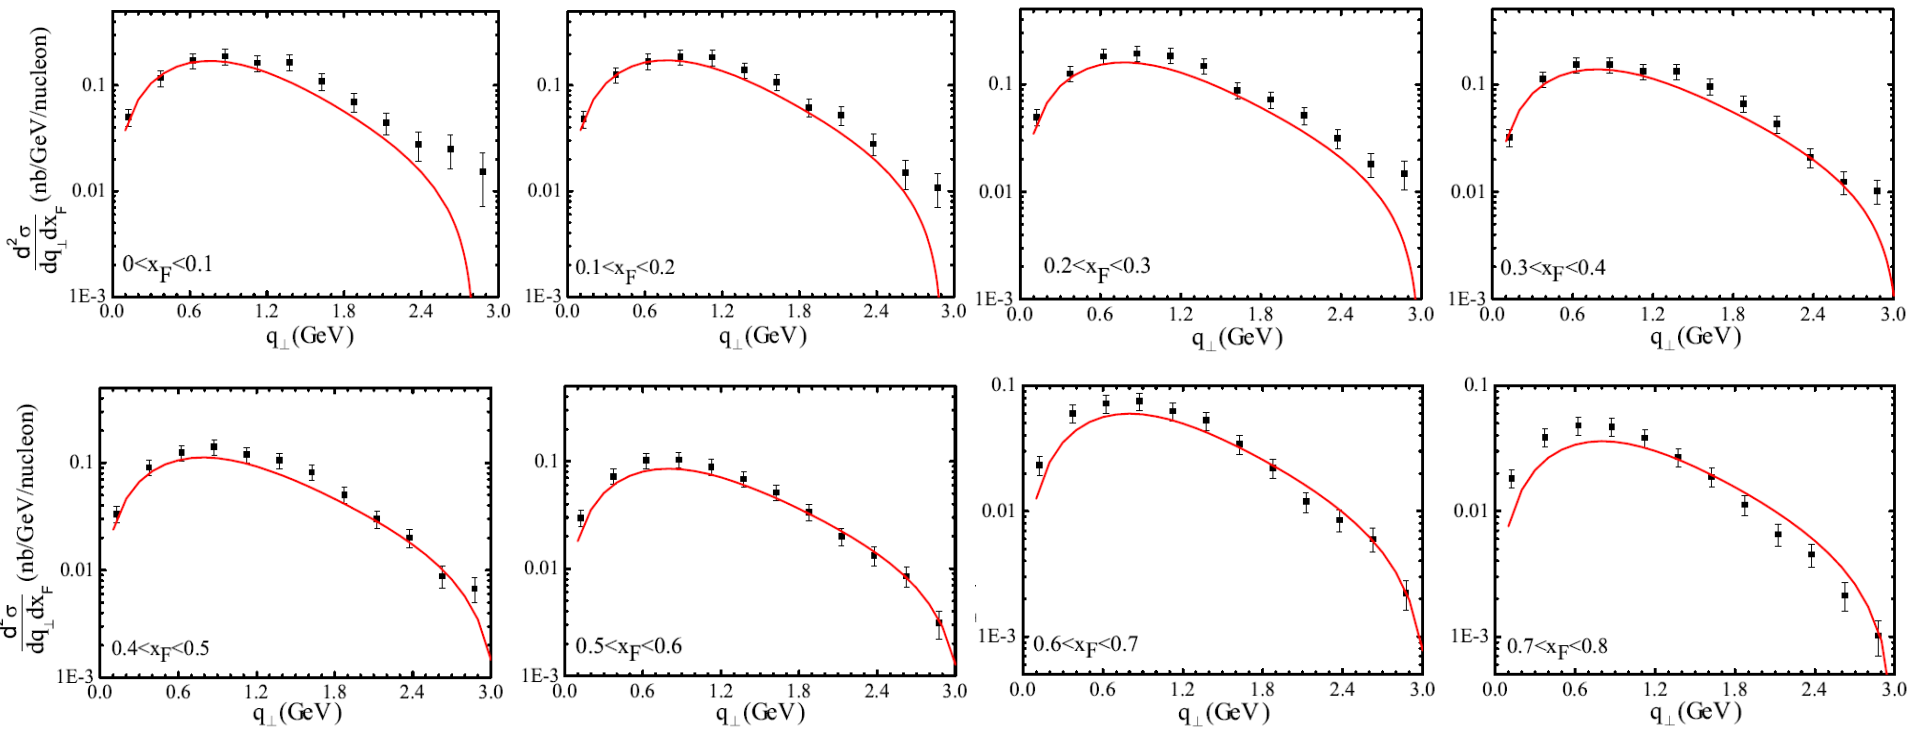 d²σ
dq⊥dx_F (nb/GeV/nucleon)
0.1
0.01
1E-3
0<x_F<0.1
0.0 0.6 1.2 1.8 2.4 3.0
q⊥(GeV)
0.1
0.01
1E-3
0.1<x_F<0.2
0.0 0.6 1.2 1.8 2.4 3.0
q⊥(GeV)
0.1
0.01
1E-3
0.2<x_F<0.3
0.0 0.6 1.2 1.8 2.4 3.0
q⊥(GeV)
0.1
0.01
1E-3
0.3<x_F<0.4
0.0 0.6 1.2 1.8 2.4 3.0
q⊥(GeV)
d²σ
dq⊥dx_F (nb/GeV/nucleon)
0.1
0.01
1E-3
0.4<x_F<0.5
0.0 0.6 1.2 1.8 2.4 3.0
q⊥(GeV)
0.1
0.01
1E-3
0.5<x_F<0.6
0.0 0.6 1.2 1.8 2.4 3.0
q⊥(GeV)
0.1
0.01
1E-3
0.6<x_F<0.7
0.0 0.6 1.2 1.8 2.4 3.0
q⊥(GeV)
0.1
0.01
1E-3
0.7<x_F<0.8
0.0 0.6 1.2 1.8 2.4 3.0
q⊥(GeV)